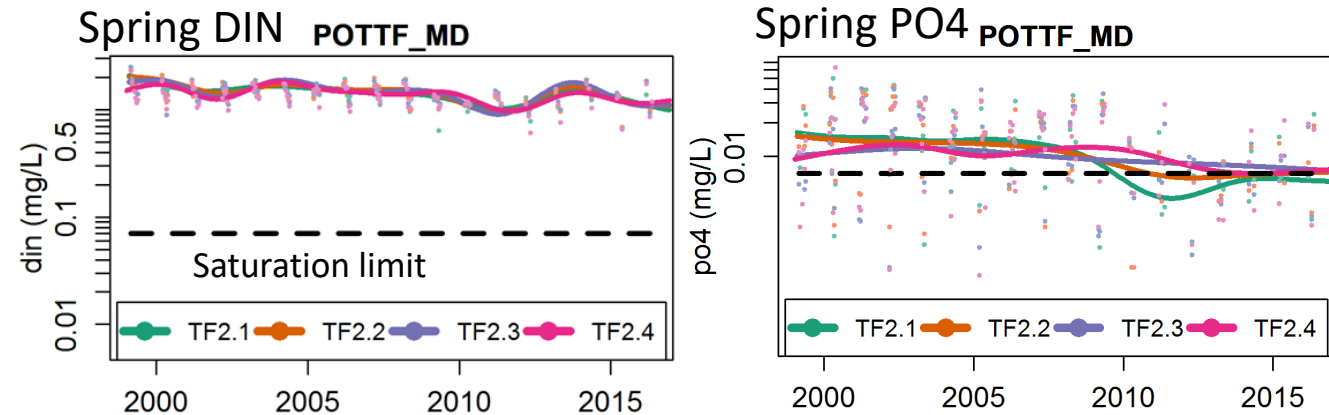 Spring DIN POTTF_MD
din (mg/L)
0.5
0.1
0.01
Saturation limit
TF2.1 TF2.2 TF2.3 TF2.4
2000 2005 2010 2015
Spring PO4 POTTF_MD
po4 (mg/L)
0.01
TF2.1 TF2.2 TF2.3 TF2.4
2000 2005 2010 2015